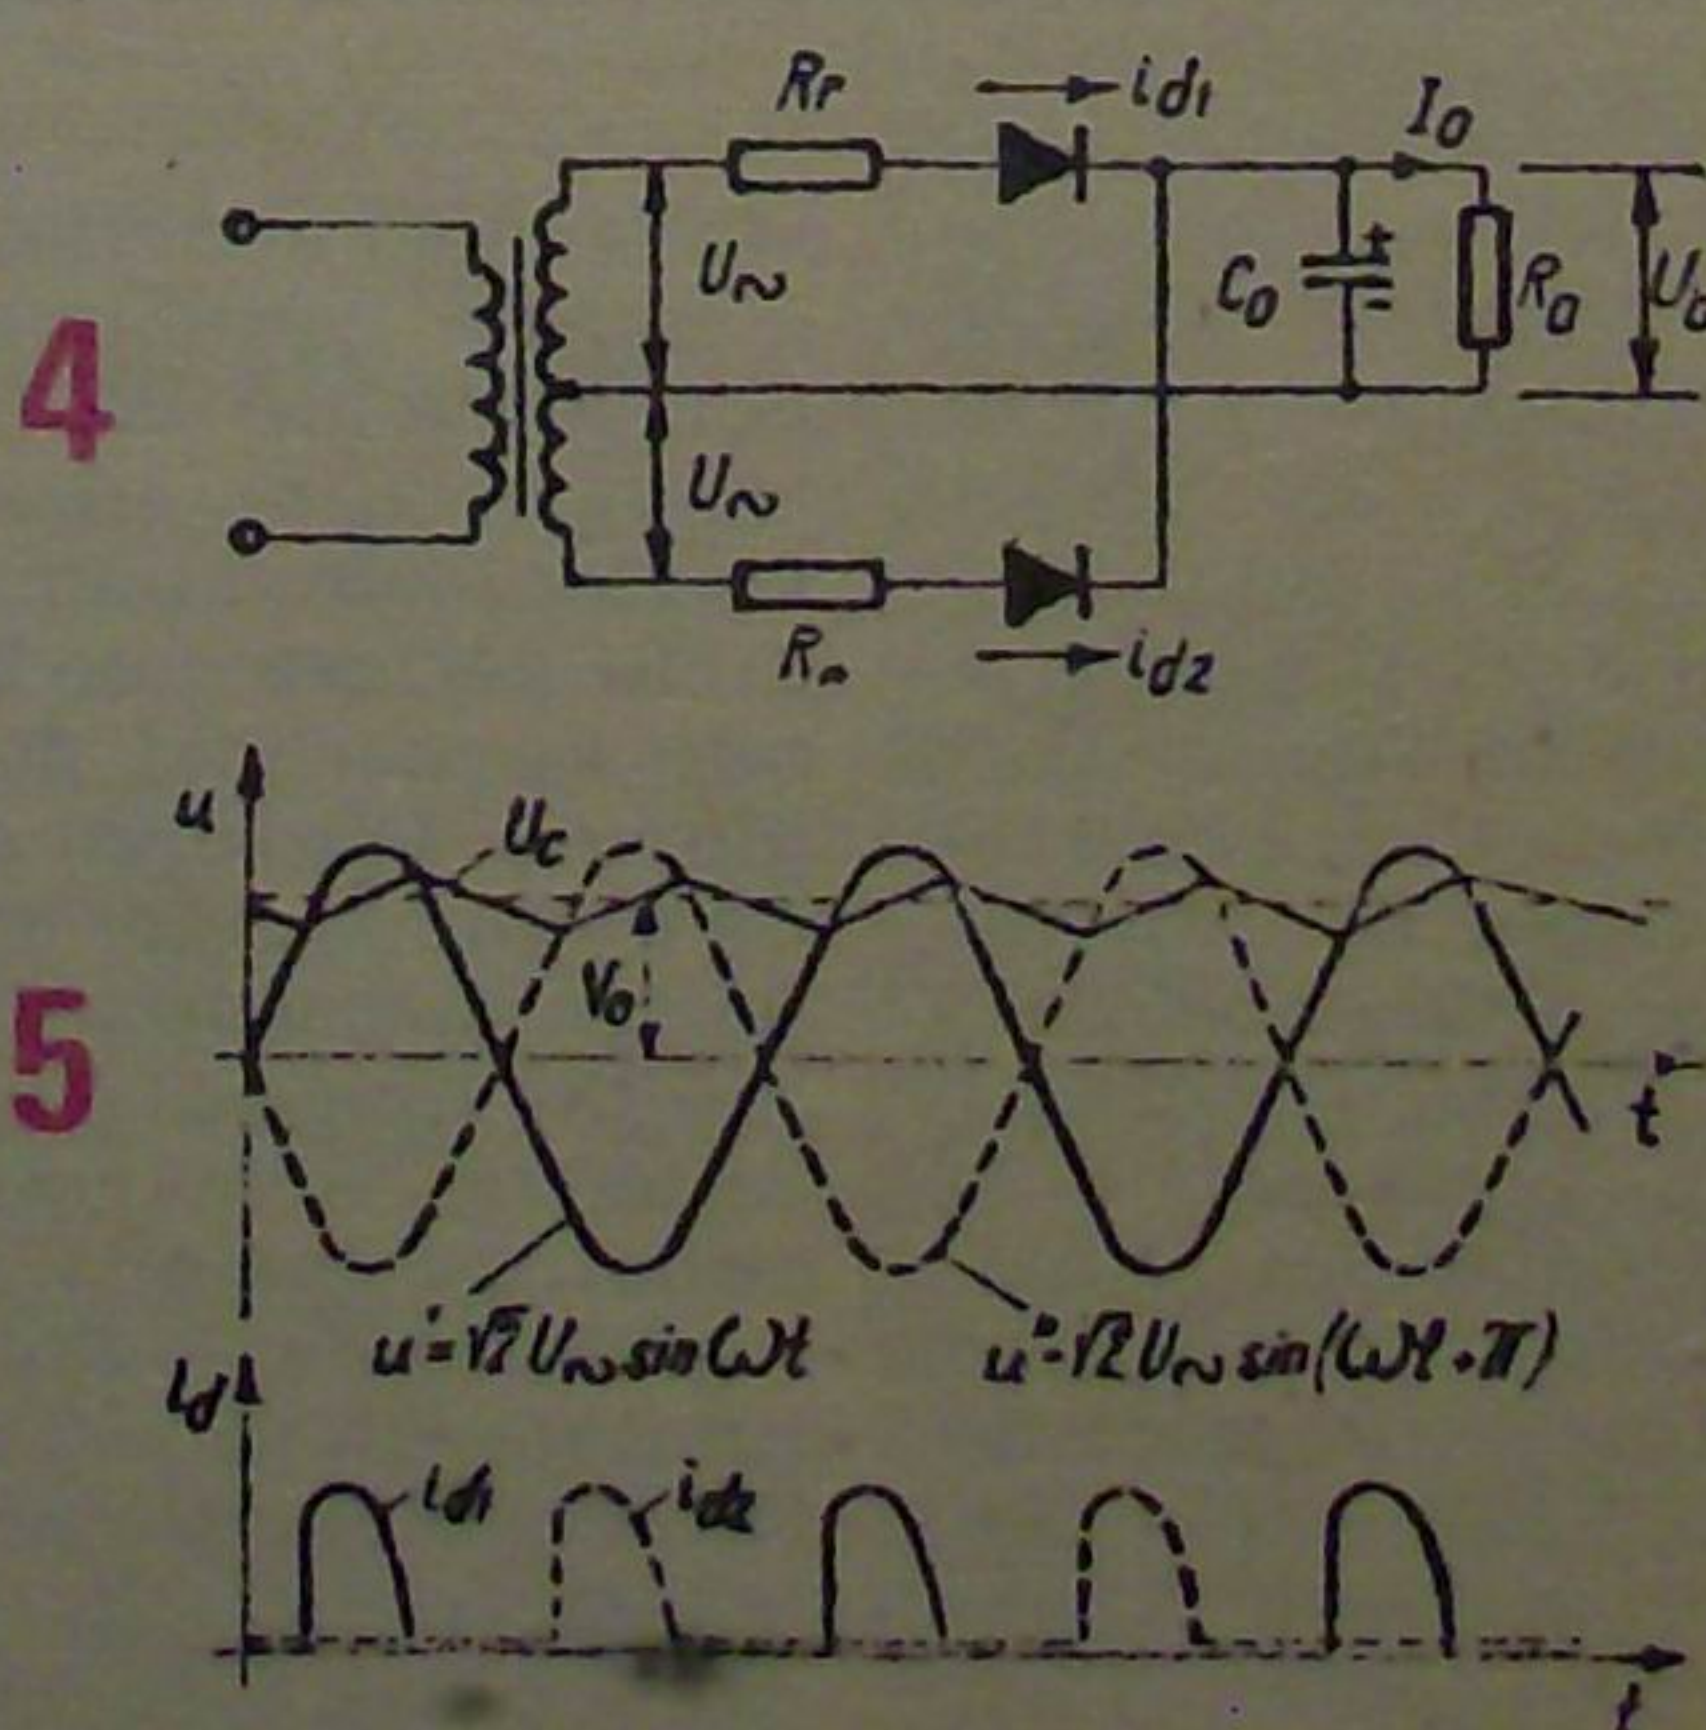 4
Rr
id1
I0
U~
C0
+
-
R0
U0
U~
id2
5
u
Uc
V0
t
u'=√2 U~ sin ωt
u"=√2 U~ sin(ωt+π)
id
id1
id2
t